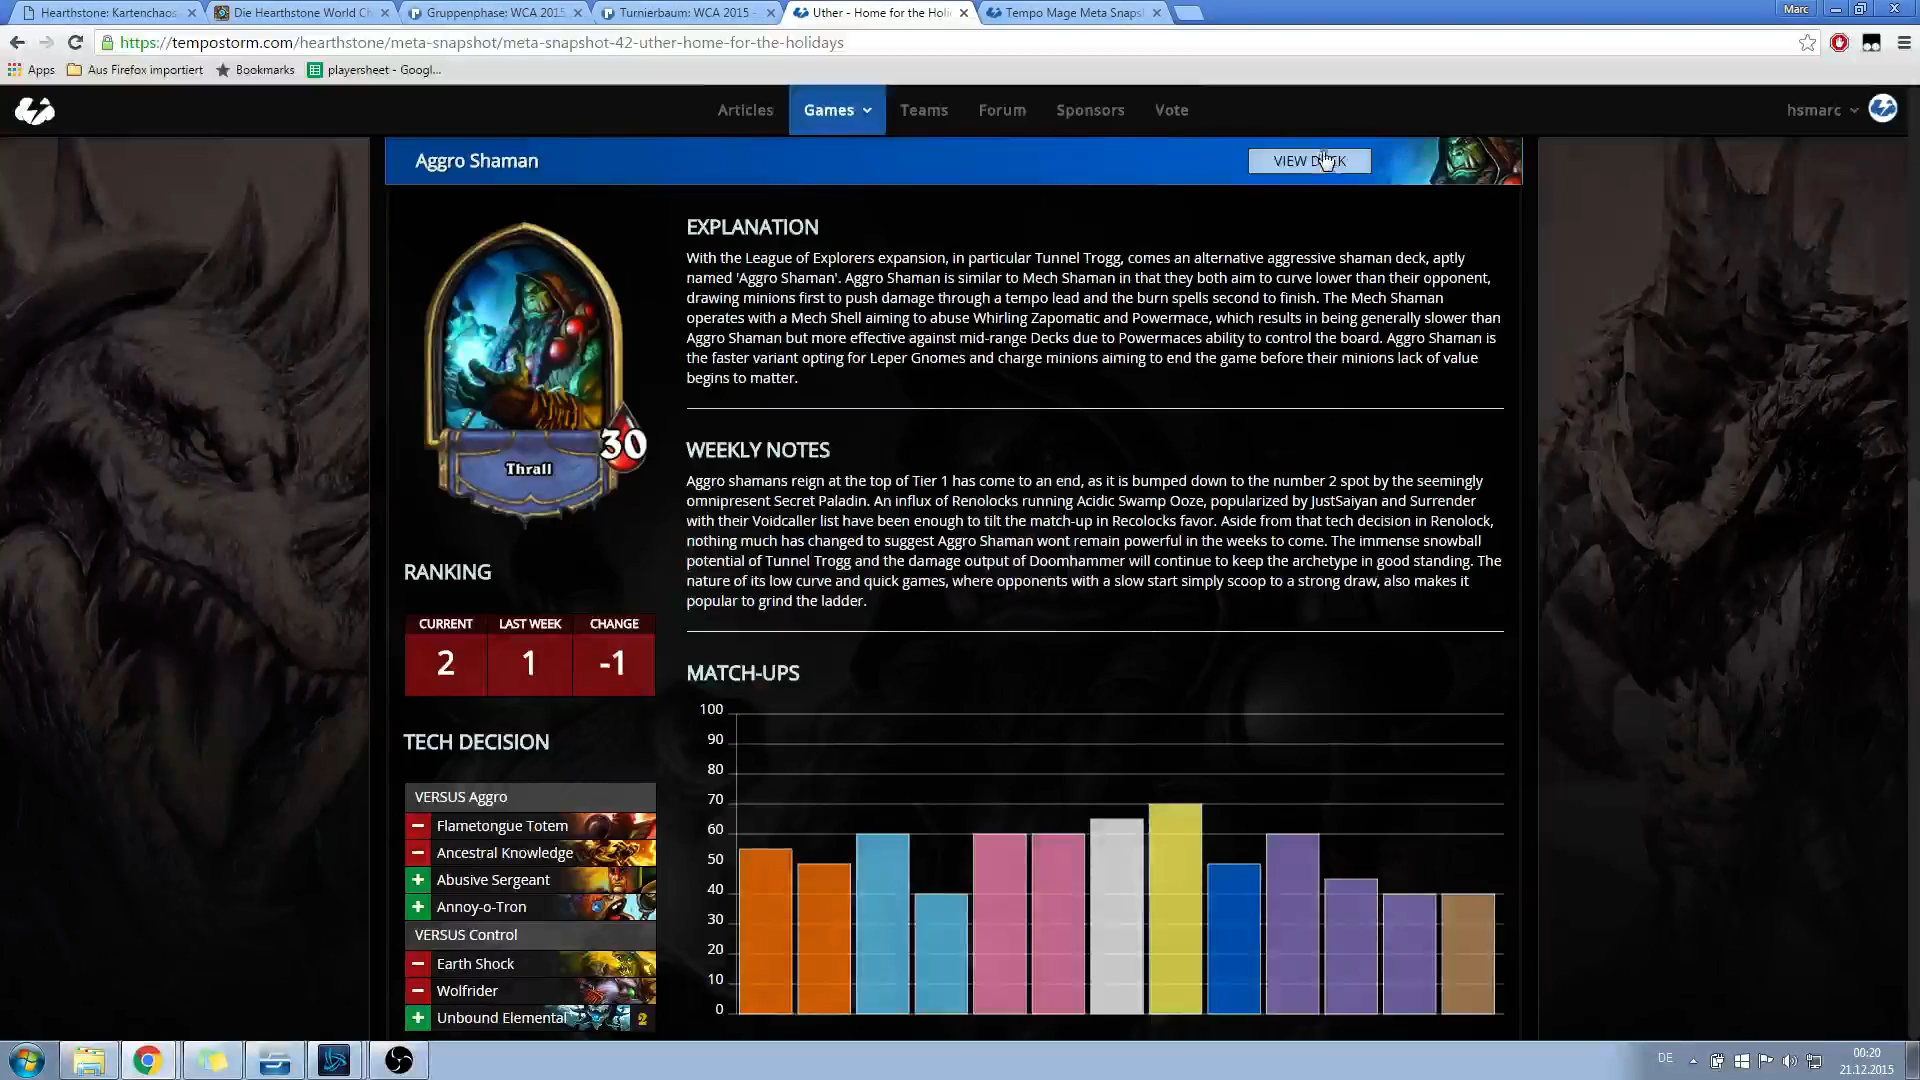 Hearthstone: Kartenchaos
Die Hearthstone World Ch
Gruppenphase: WCA 2015
Turnierbaum: WCA 2015 -
Uther - Home for the Holi
Tempo Mage Meta Snaps
Marc
https://tempostorm.com/hearthstone/meta-snapshot/meta-snapshot-42-uther-home-for-the-holidays
Apps
Aus Firefox importiert
Bookmarks
playersheet - Googl...
Articles
Games
Teams
Forum
Sponsors
Vote
hsmarc
Aggro Shaman
VIEW DECK
EXPLANATION
With the League of Explorers expansion, in particular Tunnel Trogg, comes an alternative aggressive shaman deck, aptly
named 'Aggro Shaman'. Aggro Shaman is similar to Mech Shaman in that they both aim to curve lower than their opponent,
drawing minions first to push damage through a tempo lead and the burn spells second to finish. The Mech Shaman
operates with a Mech Shell aiming to abuse Whirling Zapomatic and Powermace, which results in being generally slower than
Aggro Shaman but more effective against mid-range Decks due to Powermaces ability to control the board. Aggro Shaman is
the faster variant opting for Leper Gnomes and charge minions aiming to end the game before their minions lack of value
begins to matter.
30
Thrall
WEEKLY NOTES
Aggro shamans reign at the top of Tier 1 has come to an end, as it is bumped down to the number 2 spot by the seemingly
omnipresent Secret Paladin. An influx of Renolocks running Acidic Swamp Ooze, popularized by JustSaiyan and Surrender
with their Voidcaller list have been enough to tilt the match-up in Recolocks favor. Aside from that tech decision in Renolock,
nothing much has changed to suggest Aggro Shaman wont remain powerful in the weeks to come. The immense snowball
potential of Tunnel Trogg and the damage output of Doomhammer will continue to keep the archetype in good standing. The
nature of its low curve and quick games, where opponents with a slow start simply scoop to a strong draw, also makes it
popular to grind the ladder.
RANKING
CURRENT
LAST WEEK
CHANGE
2
1
-1
TECH DECISION
VERSUS Aggro
Flametongue Totem
Ancestral Knowledge
Abusive Sergeant
Annoy-o-Tron
VERSUS Control
Earth Shock
Wolfrider
Unbound Elemental
2
MATCH-UPS
100
90
80
70
60
50
40
30
20
10
0
DE
00:20
21.12.2015